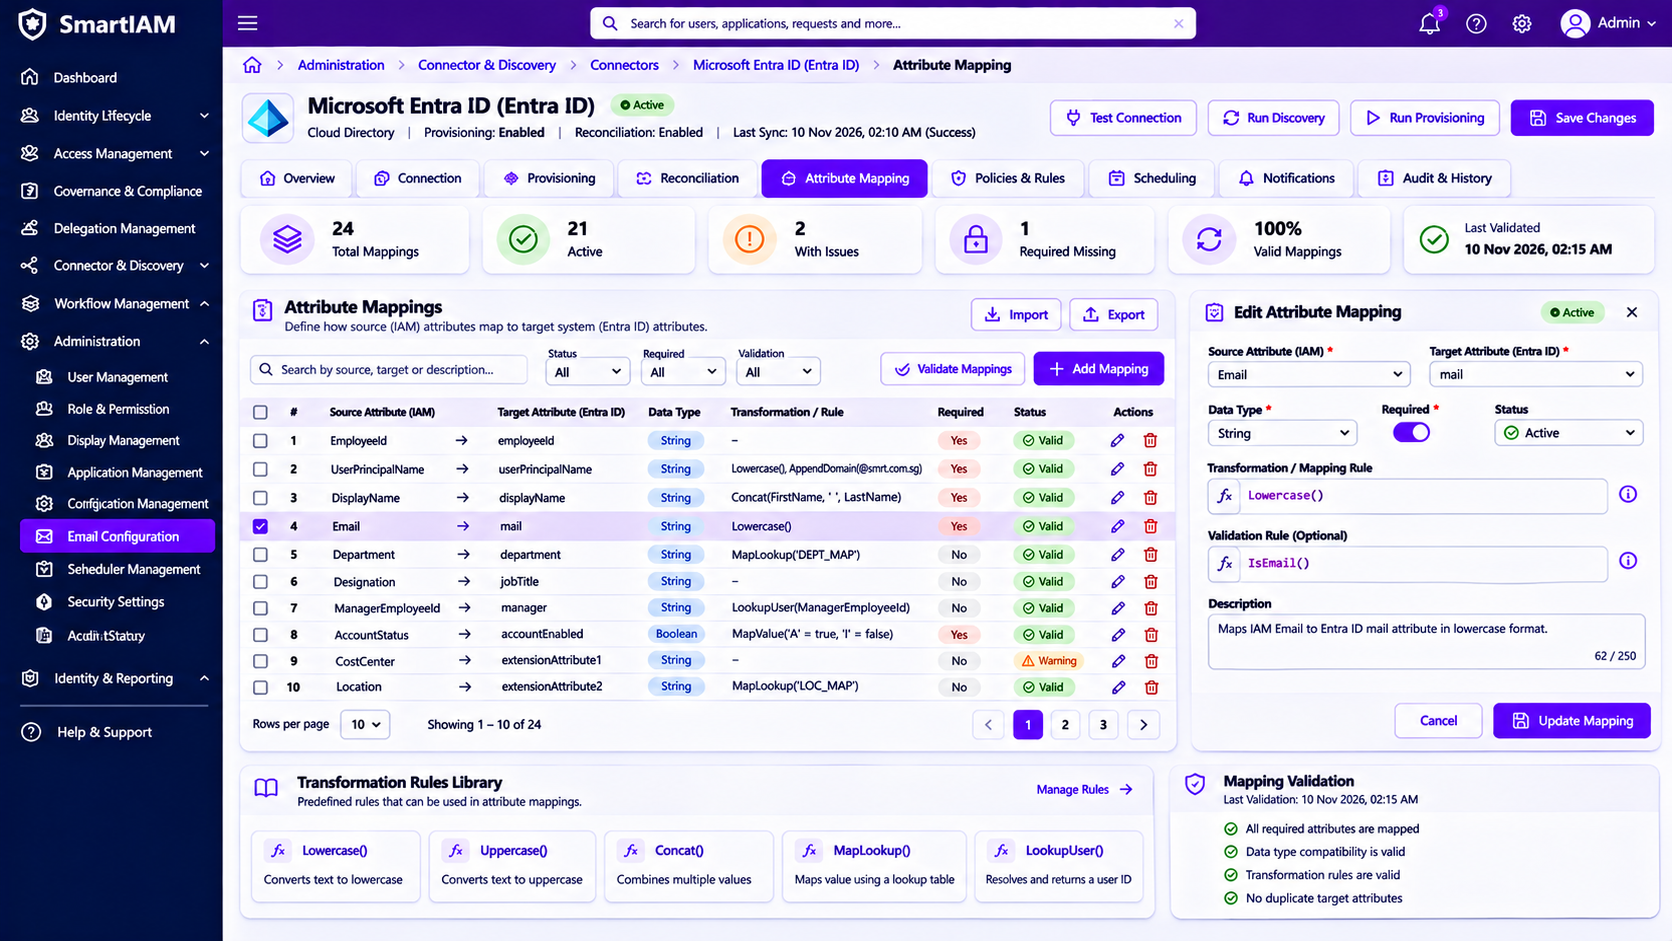 SmartIAM
Search for users, applications, requests and more...
3
Admin
Dashboard
Identity Lifecycle
Access Management
Governance & Compliance
Delegation Management
Connector & Discovery
Workflow Management
Administration
User Management
Role & Permisstion
Display Management
Application Management
Email Configuration
Scheduler Management
Security Settings
Identity & Reporting
Help & Support
Administration > Connector & Discovery > Connectors > Microsoft Entra ID (Entra ID) > Attribute Mapping
Microsoft Entra ID (Entra ID) Active
Cloud Directory | Provisioning: Enabled | Reconciliation: Enabled | Last Sync: 10 Nov 2026, 02:10 AM (Success)
Test Connection Run Discovery Run Provisioning Save Changes
Overview Connection Provisioning Reconciliation Attribute Mapping Policies & Rules Scheduling Notifications Audit & History
24 Total Mappings
21 Active
2 With Issues
1 Required Missing
100% Valid Mappings
Last Validated
10 Nov 2026, 02:15 AM
Attribute Mappings
Define how source (IAM) attributes map to target system (Entra ID) attributes.
Import Export
Search by source, target or description...
Status All
Required All
Validation All
Validate Mappings + Add Mapping
# Source Attribute (IAM) Target Attribute (Entra ID) Data Type Transformation / Rule Required Status Actions
1 EmployeeId → employeeId String – Yes Valid
2 UserPrincipalName → userPrincipalName String Lowercase(), AppendDomain(@smrt.com.sg) Yes Valid
3 DisplayName → displayName String Concat(FirstName, ' ', LastName) Yes Valid
4 Email → mail String Lowercase() Yes Valid
5 Department → department String MapLookup('DEPT_MAP') No Valid
6 Designation → jobTitle String – No Valid
7 ManagerEmployeeId → manager String LookupUser(ManagerEmployeeId) No Valid
8 AccountStatus → accountEnabled Boolean MapValue('A' = true, 'I' = false) Yes Valid
9 CostCenter → extensionAttribute1 String – No Warning
10 Location → extensionAttribute2 String MapLookup('LOC_MAP') No Valid
Rows per page 10 Showing 1 – 10 of 24 < 1 2 3 >
Edit Attribute Mapping Active ×
Source Attribute (IAM) * Target Attribute (Entra ID) *
Email mail
Data Type * Required * Status
String Active
Transformation / Mapping Rule
fx Lowercase()
Validation Rule (Optional)
fx IsEmail()
Description
Maps IAM Email to Entra ID mail attribute in lowercase format.
62 / 250
Cancel Update Mapping
Transformation Rules Library
Predefined rules that can be used in attribute mappings.
Manage Rules →
fx Lowercase()
Converts text to lowercase
fx Uppercase()
Converts text to uppercase
fx Concat()
Combines multiple values
fx MapLookup()
Maps value using a lookup table
fx LookupUser()
Resolves and returns a user ID
Mapping Validation
Last Validation: 10 Nov 2026, 02:15 AM
All required attributes are mapped
Data type compatibility is valid
Transformation rules are valid
No duplicate target attributes